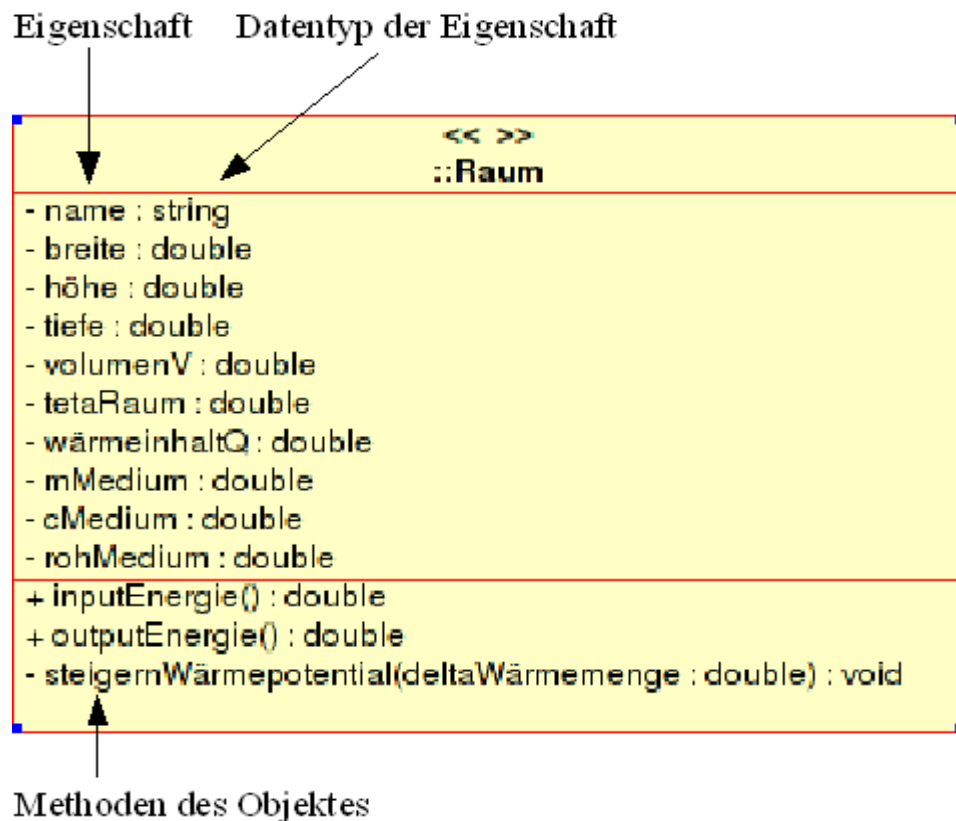 Eigenschaft Datentyp der Eigenschaft
<< >>
::Raum
- name : string
- breite : double
- höhe : double
- tiefe : double
- volumenV : double
- tetaRaum : double
- wärmeinhaltQ : double
- mMedium : double
- cMedium : double
- rohMedium : double
+ inputEnergie() : double
+ outputEnergie() : double
- steigernWärmepotential(deltaWärmemenge : double) : void
Methoden des Objektes